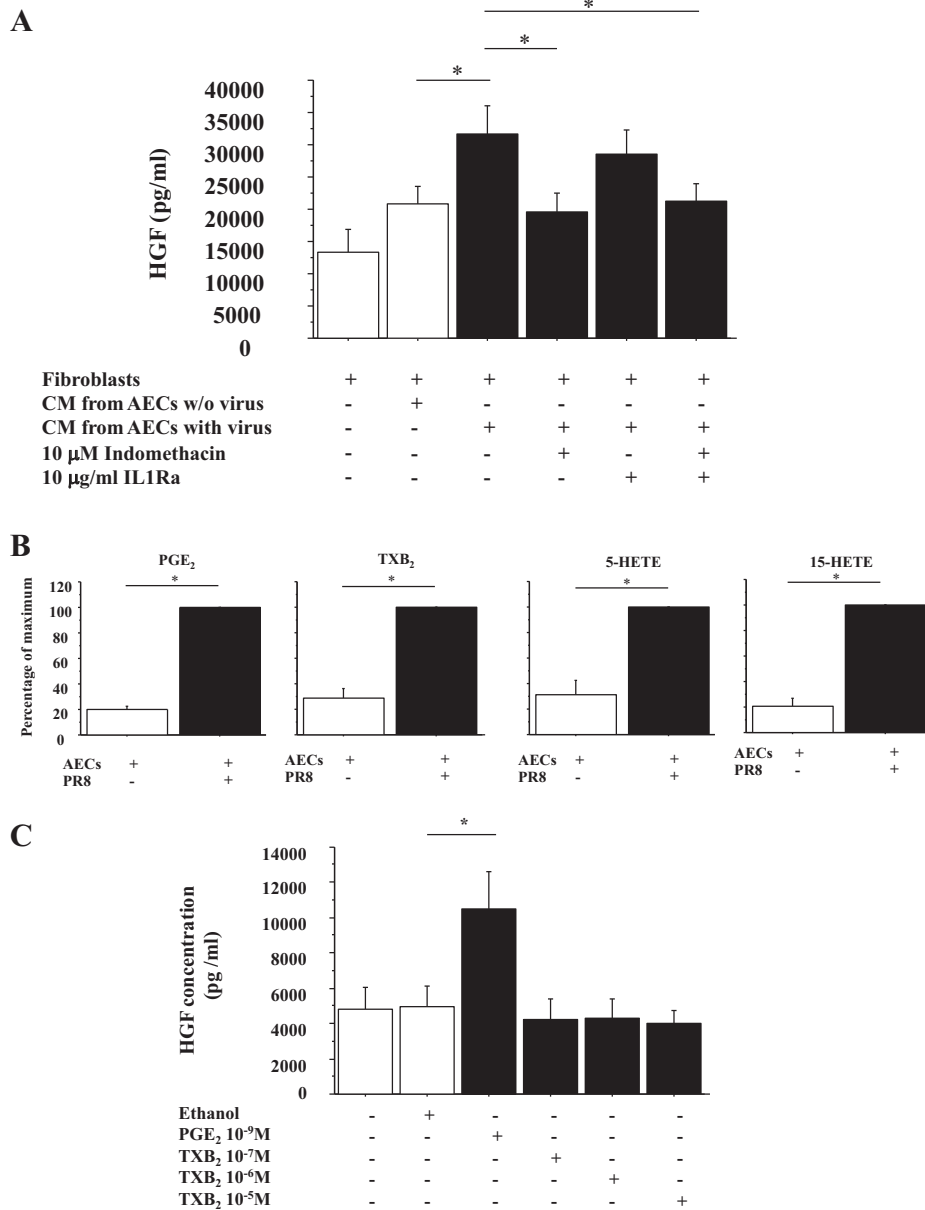 A
*
*
*
40000
35000
30000
25000
20000
15000
10000
5000
0
HGF (pg/ml)
Fibroblasts + + + + + +
CM from AECs w/o virus - + - - - -
CM from AECs with virus - - + + + +
10 μM Indomethacin - - - + - +
10 μg/ml IL1Ra - - - - + +
B
PGE₂ TXB₂ 5-HETE 15-HETE
* * * *
120
100
80
60
40
20
0
Percentage of maximum
AECs + + AECs + + AECs + + AECs + +
PR8 - + PR8 - + PR8 - + PR8 - +
C
*
14000
12000
10000
8000
6000
4000
2000
0
HGF concentration
(pg /ml)
Ethanol - + - - - -
PGE₂ 10⁻⁹M - - + - - -
TXB₂ 10⁻⁷M - - - + - -
TXB₂ 10⁻⁶M - - - - + -
TXB₂ 10⁻⁵M - - - - - +